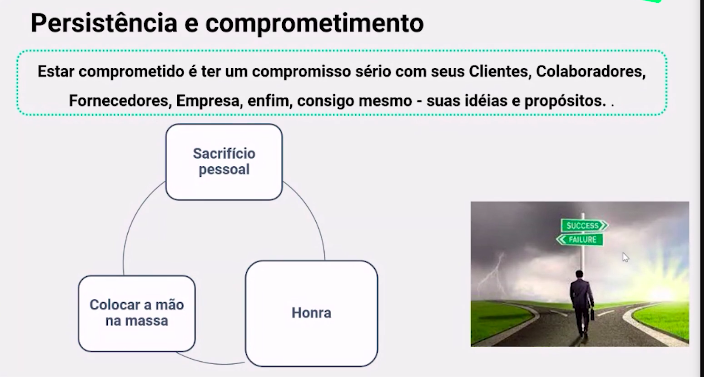 Persistência e comprometimento
Estar comprometido é ter um compromisso sério com seus Clientes, Colaboradores,
Fornecedores, Empresa, enfim, consigo mesmo - suas idéias e propósitos. .
Sacrifício
pessoal
Colocar a mão
na massa
Honra
SUCCESS
FAILURE